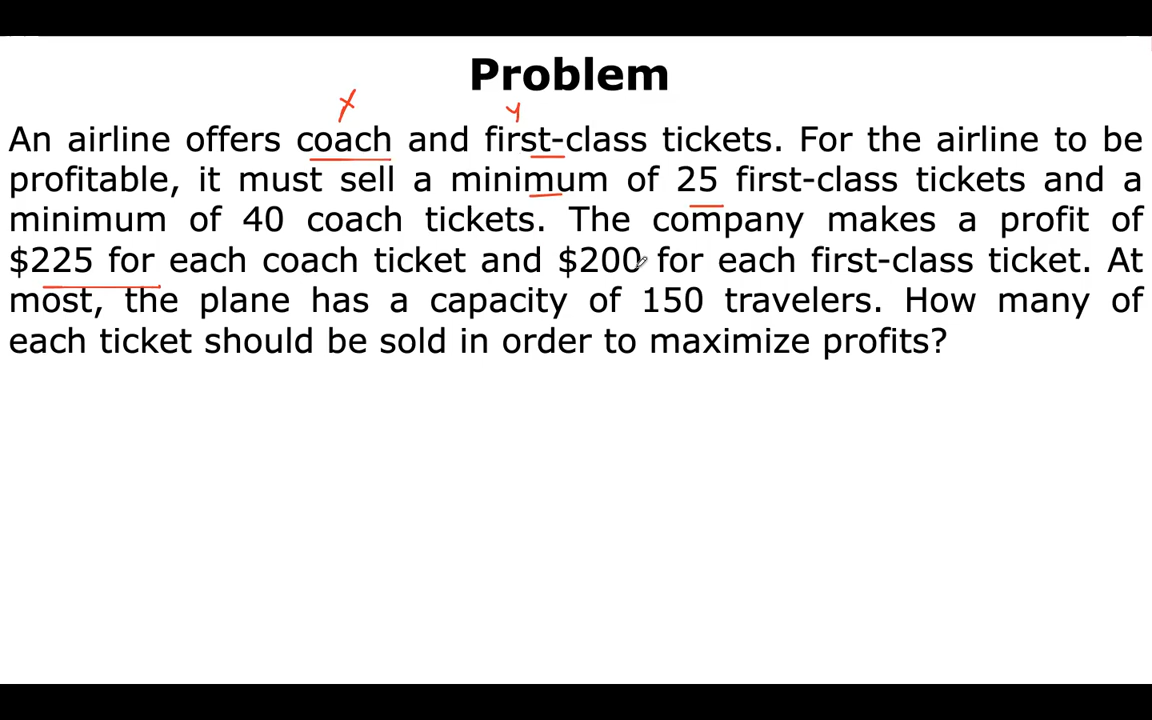 Problem
x y
An airline offers coach and first-class tickets. For the airline to be
profitable, it must sell a minimum of 25 first-class tickets and a
minimum of 40 coach tickets. The company makes a profit of
$225 for each coach ticket and $200 for each first-class ticket. At
most, the plane has a capacity of 150 travelers. How many of
each ticket should be sold in order to maximize profits?